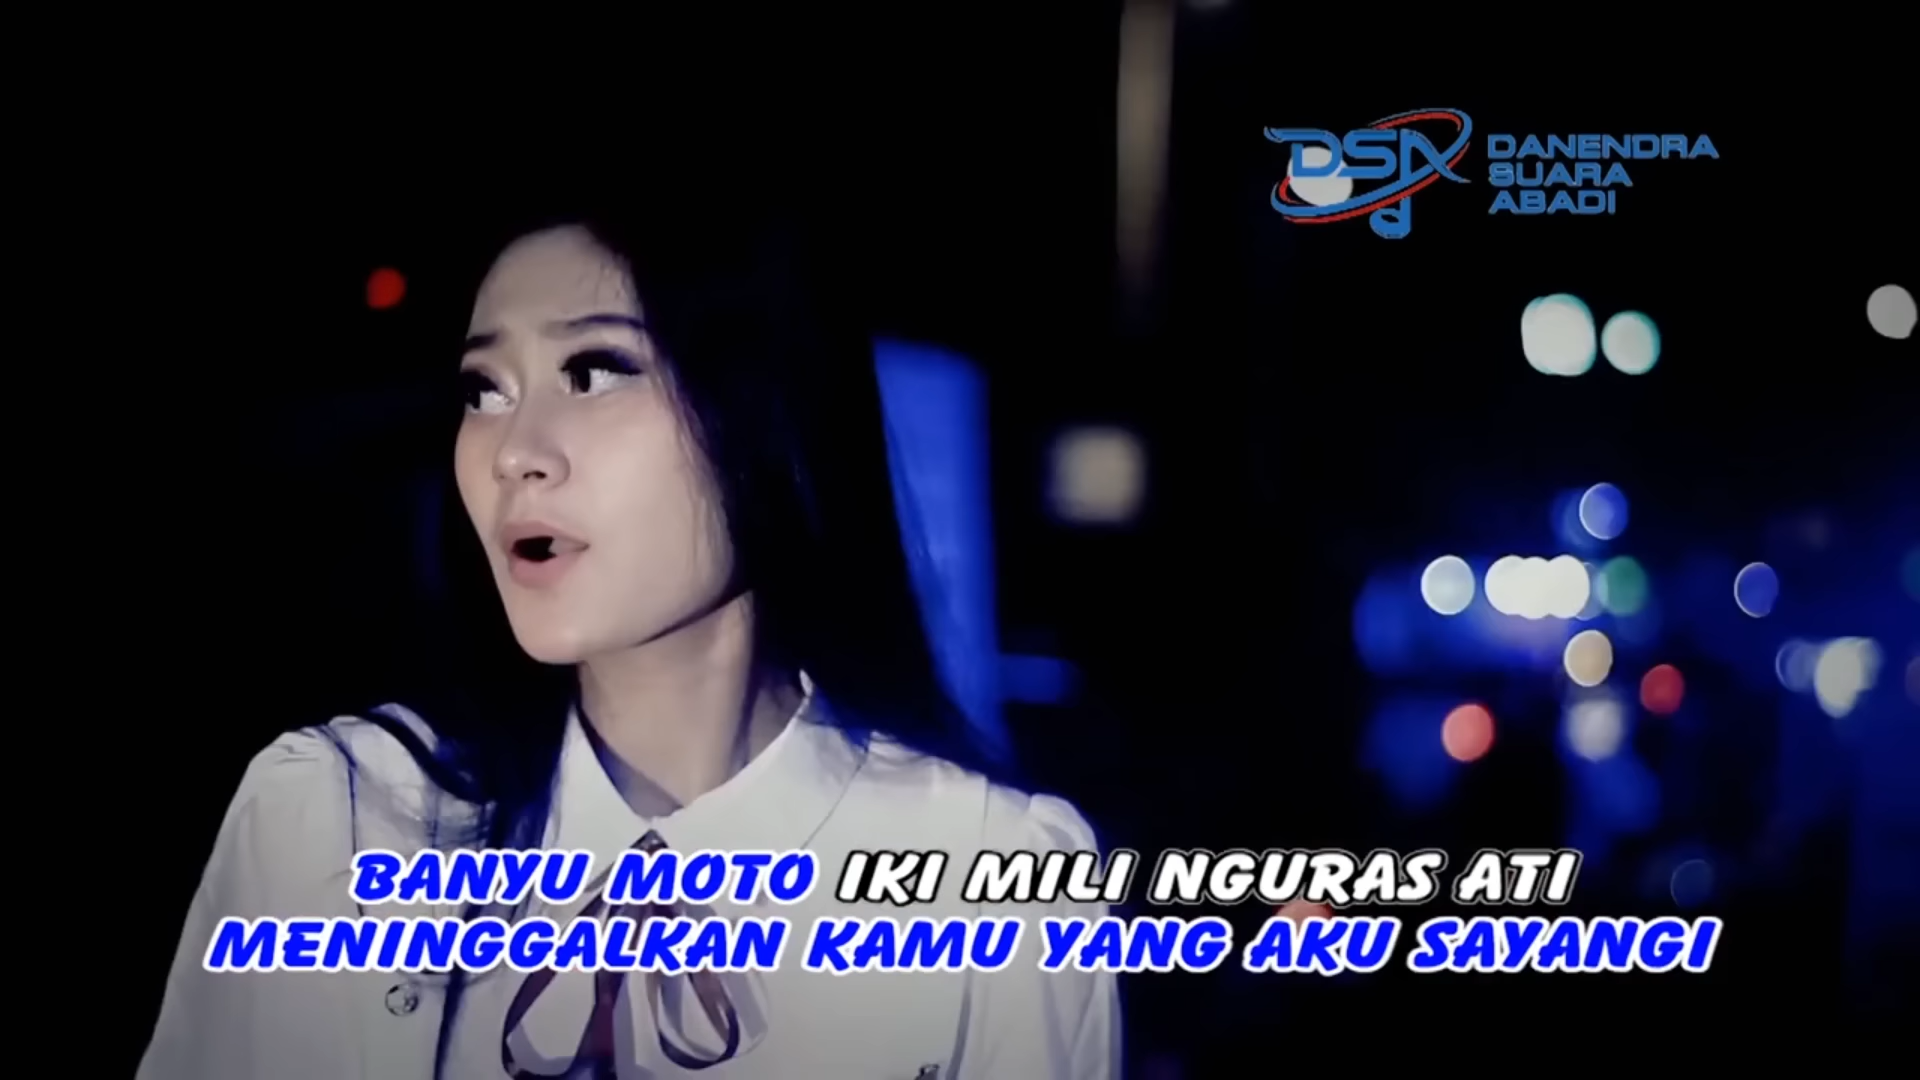 DSA
DANENDRA
SUARA
ABADI
BANYU MOTO IKI MILI NGURAS ATI
MENINGGALKAN KAMU YANG AKU SAYANGI